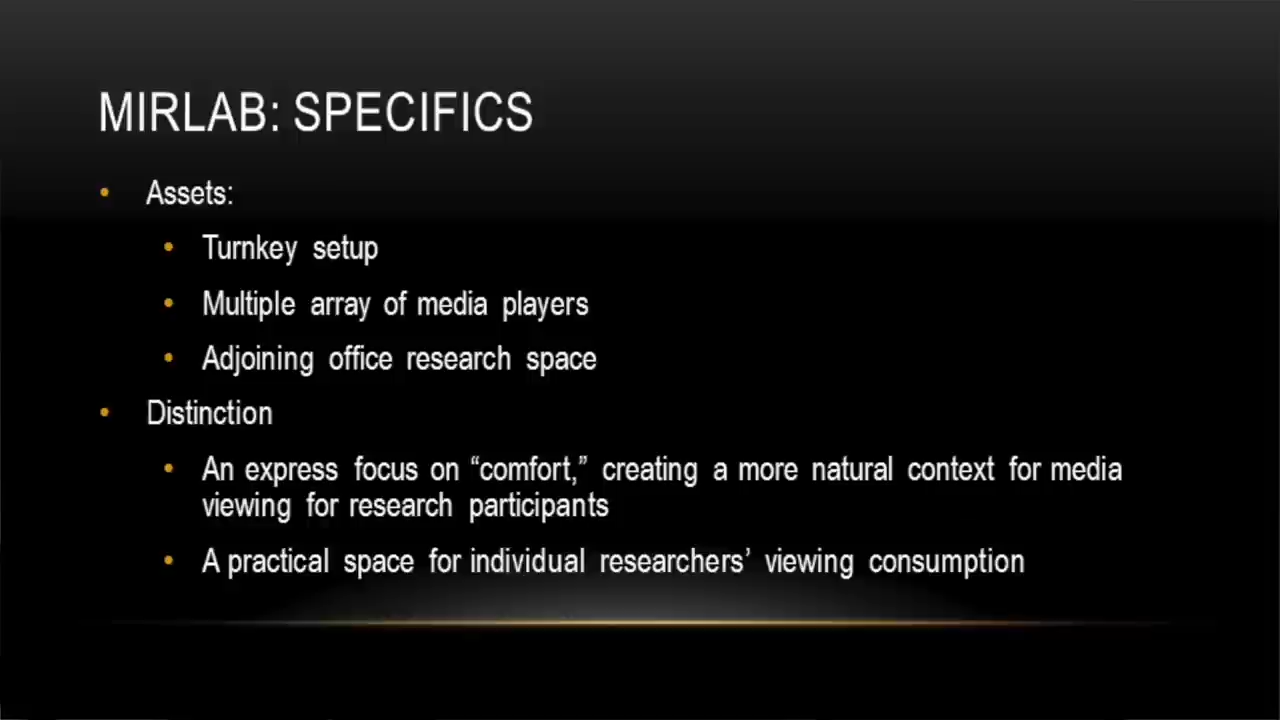 MIRLAB: SPECIFICS
• Assets:
• Turnkey setup
• Multiple array of media players
• Adjoining office research space
• Distinction
• An express focus on “comfort,” creating a more natural context for media
viewing for research participants
• A practical space for individual researchers’ viewing consumption